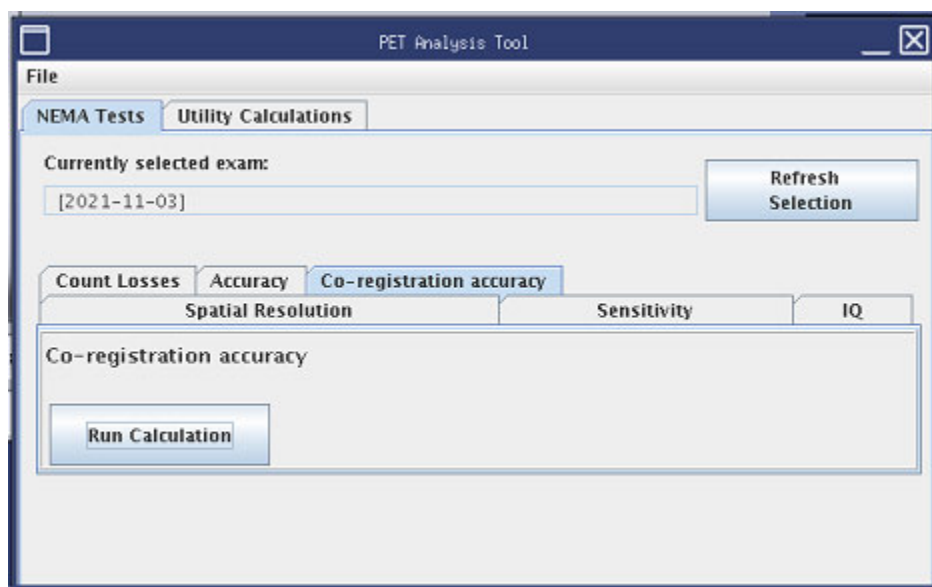 PET Analysis Tool
File
NEMA Tests
Utility Calculations
Currently selected exam:
[2021-11-03]
Refresh
Selection
Count Losses
Accuracy
Co-registration accuracy
Spatial Resolution
Sensitivity
IQ
Co-registration accuracy
Run Calculation